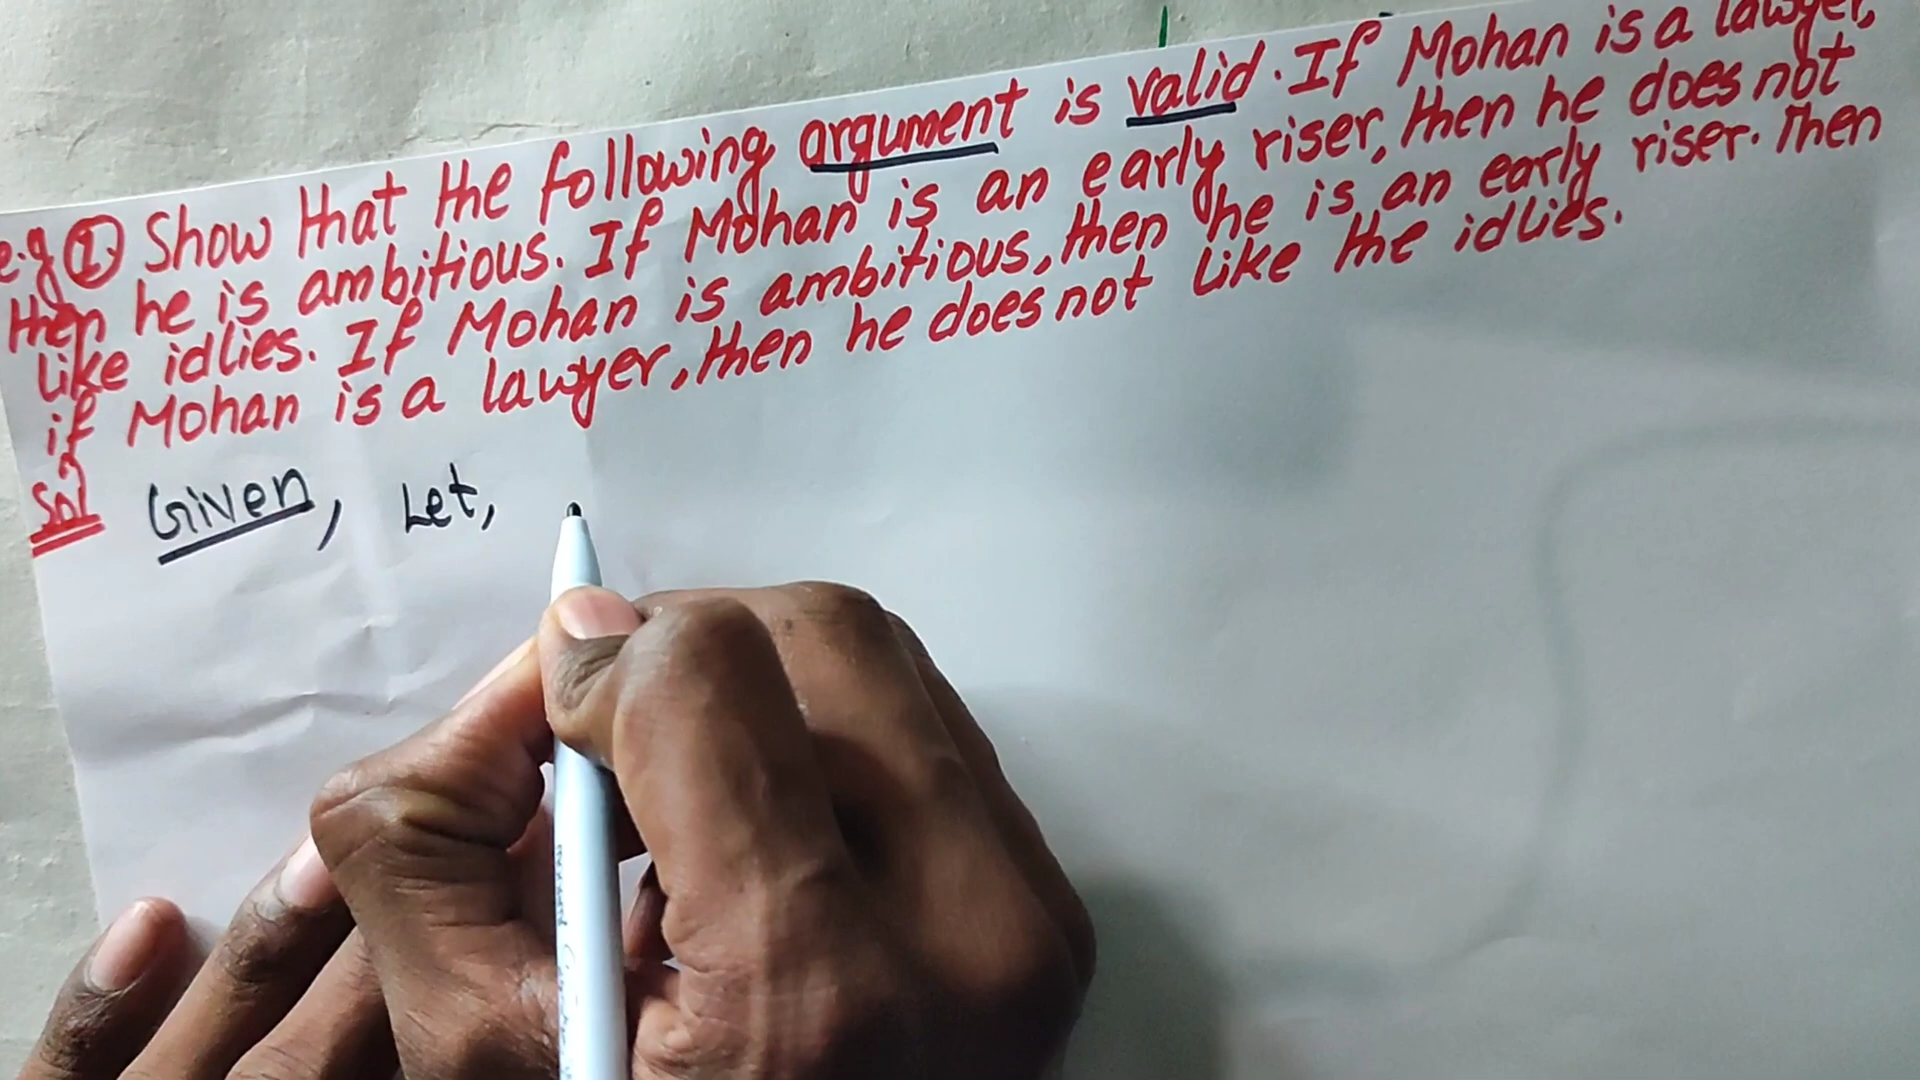 e.g ①. Show that the following argument is valid. If Mohan is a lawyer,
then he is ambitious. If Mohan is an early riser, then he does not
like idlies. If Mohan is ambitious, then he is an early riser. Then
if Mohan is a lawyer, then he does not like the idlies.
Sol Given, Let,